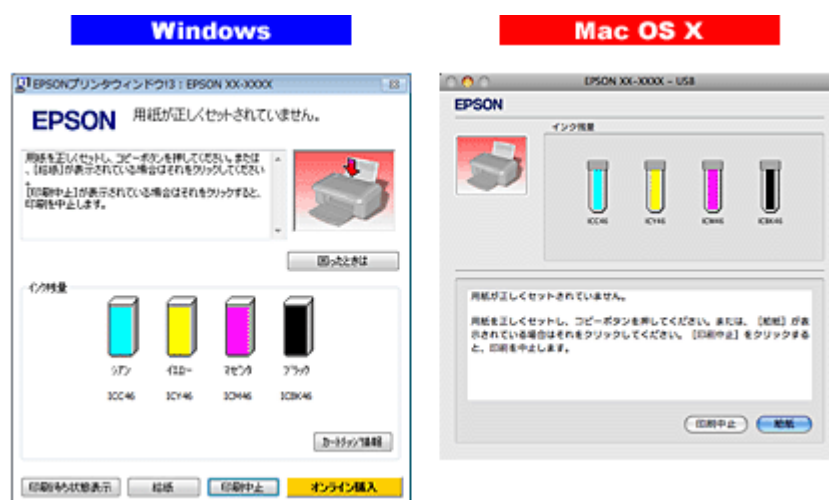 Windows
Mac OS X
EPSONプリンタウィンドウ!3 : EPSON XX-XXXX
EPSON
用紙が正しくセットされていません。
用紙を正しくセットし、コピーボタンを押してください。または
、[給紙]が表示されている場合はそれをクリックしてください
。
[印刷中止]が表示されている場合はそれをクリックすると、
印刷を中止します。
困ったときは
インク残量
シアン
イエロー
マゼンタ
ブラック
ICC46
ICY46
ICM46
ICBK46
カートリッジ情報
印刷待ち状態表示
給紙
印刷中止
オンライン購入
EPSON XX-XXXX - USB
EPSON
インク残量
ICC46
ICY46
ICM46
ICBK46
用紙が正しくセットされていません。
用紙を正しくセットし、コピーボタンを押してください。または、[給紙]が表
示されている場合はそれをクリックしてください。[印刷中止]をクリックする
と、印刷を中止します。
印刷中止
給紙